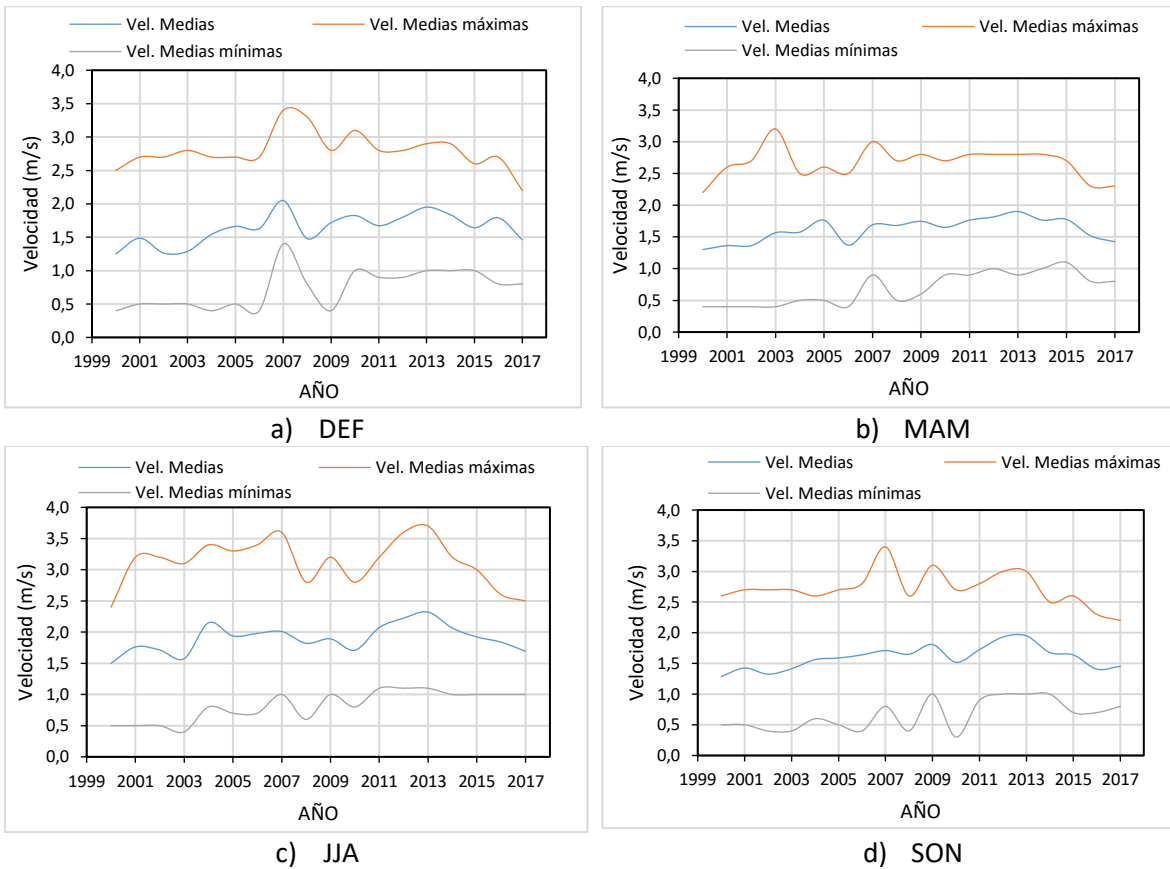 Vel. Medias
Vel. Medias máximas
Vel. Medias mínimas
4,0
3,5
3,0
2,5
2,0
1,5
1,0
0,5
0,0
Velocidad (m/s)
1999 2001 2003 2005 2007 2009 2011 2013 2015 2017
AÑO
a) DEF
Vel. Medias
Vel. Medias máximas
Vel. Medias mínimas
4,0
3,5
3,0
2,5
2,0
1,5
1,0
0,5
0,0
Velocidad (m/s)
1999 2001 2003 2005 2007 2009 2011 2013 2015 2017
AÑO
b) MAM
Vel. Medias
Vel. Medias máximas
Vel. Medias mínimas
4,0
3,5
3,0
2,5
2,0
1,5
1,0
0,5
0,0
Velocidad (m/s)
1999 2001 2003 2005 2007 2009 2011 2013 2015 2017
AÑO
c) JJA
Vel. Medias
Vel. Medias máximas
Vel. Medias mínimas
4,0
3,5
3,0
2,5
2,0
1,5
1,0
0,5
0,0
Velocidad (m/s)
1999 2001 2003 2005 2007 2009 2011 2013 2015 2017
AÑO
d) SON